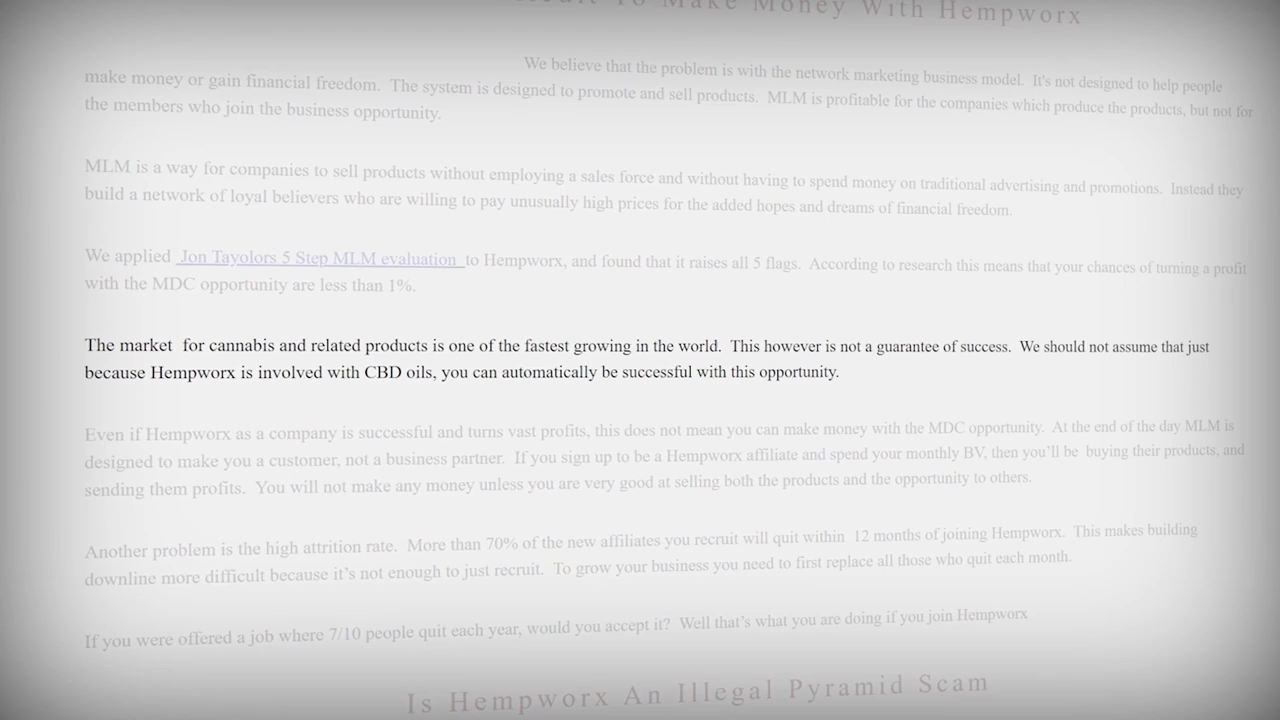 To Make Money With Hempworx
We believe that the problem is with the network marketing business model.  It's not designed to help people
make money or gain financial freedom.  The system is designed to promote and sell products.  MLM is profitable for the companies which produce the products, but not for
the members who join the business opportunity.
MLM is a way for companies to sell products without employing a sales force and without having to spend money on traditional advertising and promotions.  Instead they
build a network of loyal believers who are willing to pay unusually high prices for the added hopes and dreams of financial freedom.
We applied  Jon Tayolors 5 Step MLM evaluation  to Hempworx, and found that it raises all 5 flags.  According to research this means that your chances of turning a profit
with the MDC opportunity are less than 1%.
The market  for cannabis and related products is one of the fastest growing in the world.  This however is not a guarantee of success.  We should not assume that just
because Hempworx is involved with CBD oils, you can automatically be successful with this opportunity.
Even if Hempworx as a company is successful and turns vast profits, this does not mean you can make money with the MDC opportunity.  At the end of the day MLM is
designed to make you a customer, not a business partner.  If you sign up to be a Hempworx affiliate and spend your monthly BV, then you'll be  buying their products, and
sending them profits.  You will not make any money unless you are very good at selling both the products and the opportunity to others.
Another problem is the high attrition rate.  More than 70% of the new affiliates you recruit will quit within  12 months of joining Hempworx.  This makes building
downline more difficult because it's not enough to just recruit.  To grow your business you need to first replace all those who quit each month.
If you were offered a job where 7/10 people quit each year, would you accept it?  Well that's what you are doing if you join Hempworx
Is Hempworx An Illegal Pyramid Scam